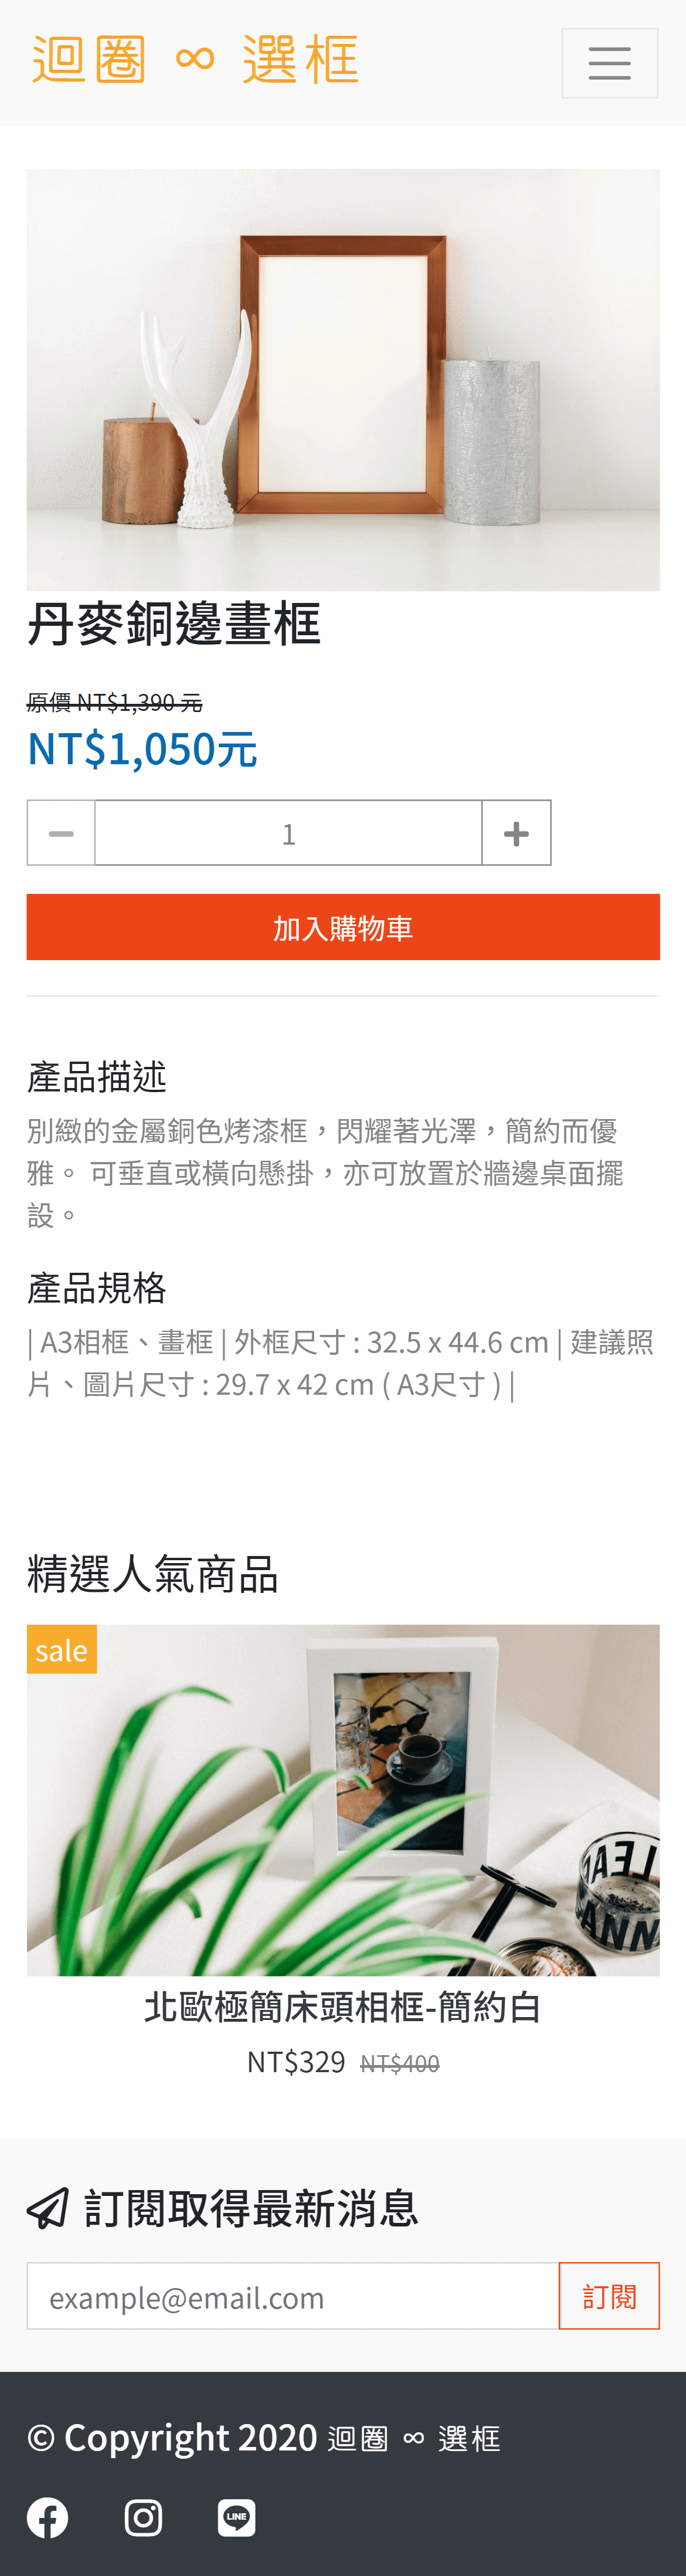 迴圈 ∞ 選框
丹麥銅邊畫框
原價 NT$1,390 元
NT$1,050元
1
加入購物車
產品描述
別緻的金屬銅色烤漆框，閃耀著光澤，簡約而優
雅。 可垂直或橫向懸掛，亦可放置於牆邊桌面擺
設。
產品規格
| A3相框、畫框 | 外框尺寸 : 32.5 x 44.6 cm | 建議照
片、圖片尺寸 : 29.7 x 42 cm ( A3尺寸 ) |
精選人氣商品
sale
北歐極簡床頭相框-簡約白
NT$329 NT$400
訂閱取得最新消息
example@email.com
訂閱
© Copyright 2020 迴圈 ∞ 選框
LINE